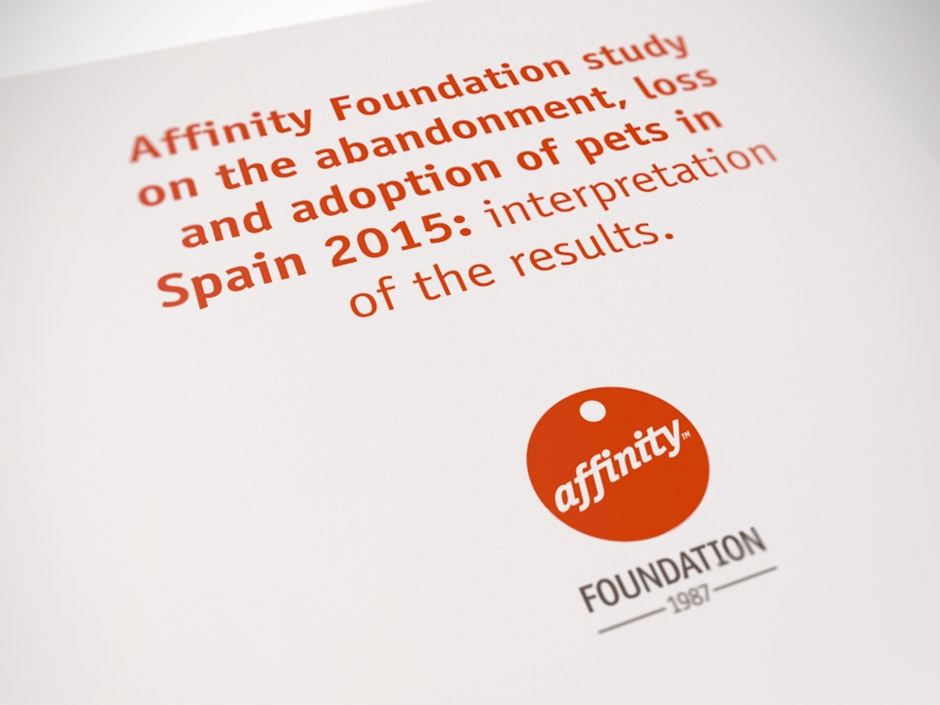 Affinity Foundation study
on the abandonment, loss
and adoption of pets in
Spain 2015: interpretation
of the results.
affinity™
FOUNDATION
1987